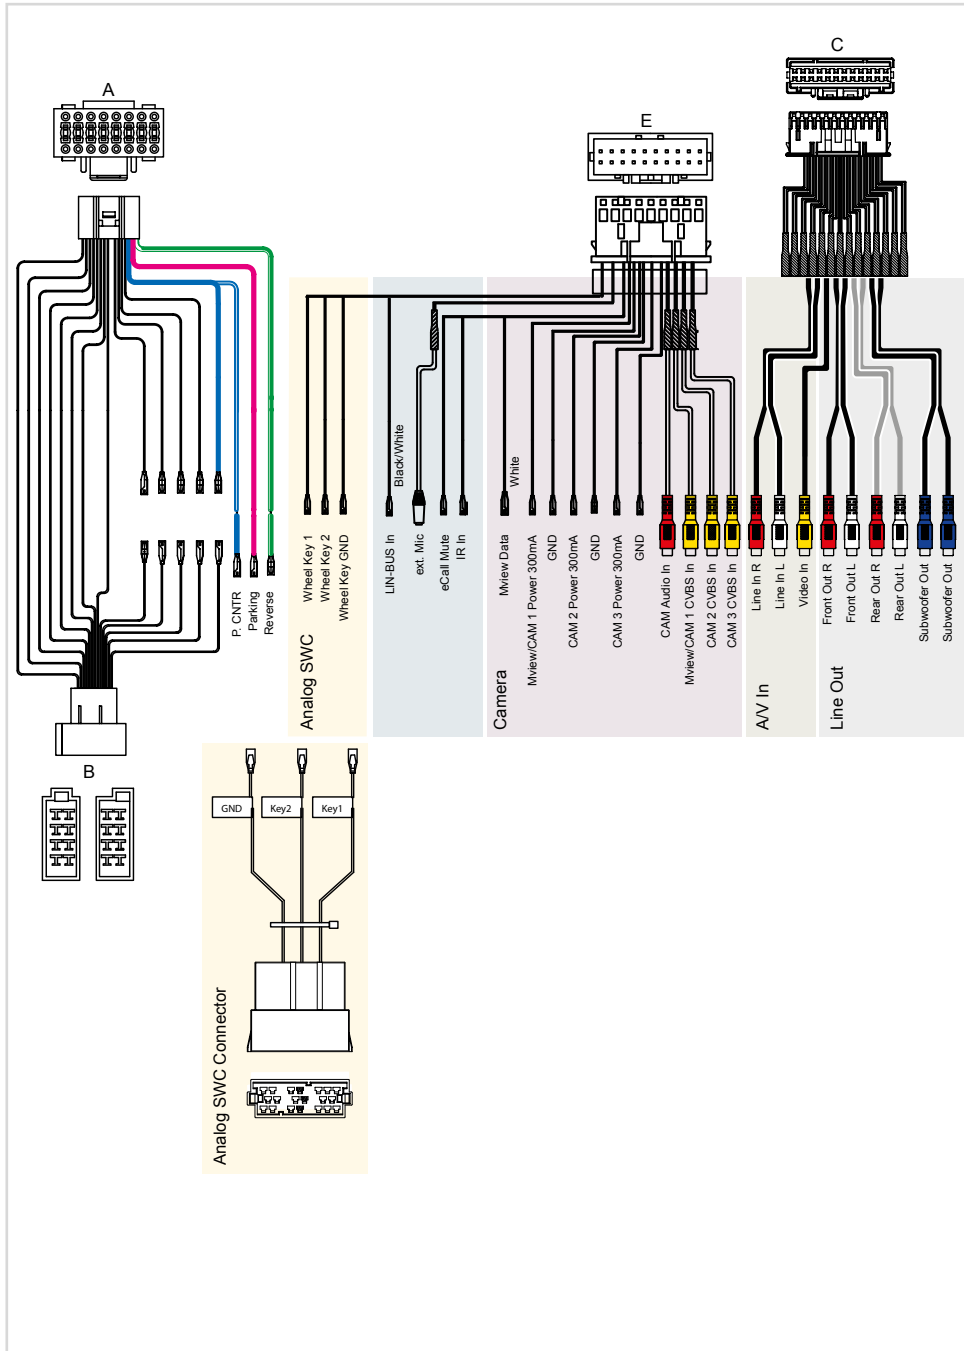 A
C
E
P. CNTR
Parking
Reverse
Wheel Key 1
Wheel Key 2
Wheel Key GND
Analog SWC
LIN-BUS In
Black/White
ext. Mic
eCall Mute
IR In
Mview Data
White
Mview/CAM 1 Power 300mA
GND
CAM 2 Power 300mA
GND
CAM 3 Power 300mA
GND
CAM Audio In
Mview/CAM 1 CVBS In
CAM 2 CVBS In
CAM 3 CVBS In
Camera
Line In R
Line In L
Video In
A/V In
Front Out R
Front Out L
Rear Out R
Rear Out L
Subwoofer Out
Subwoofer Out
Line Out
B
GND
Key2
Key1
Analog SWC Connector